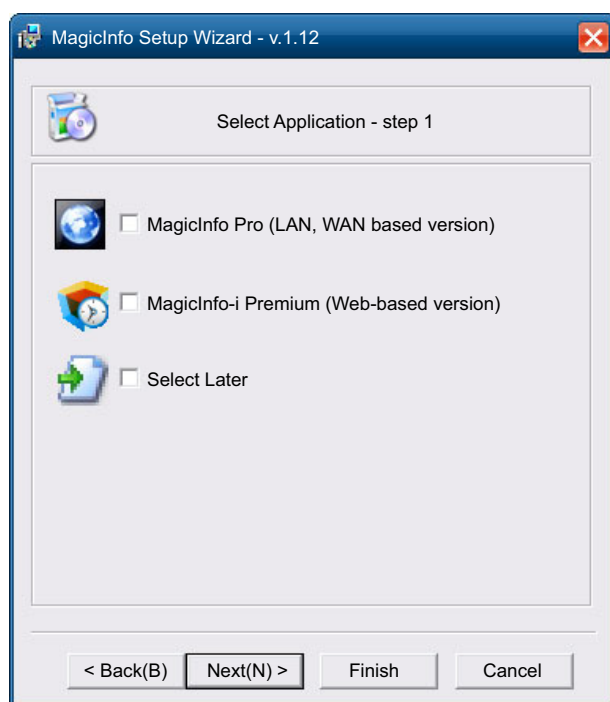 MagicInfo Setup Wizard - v.1.12
Select Application - step 1
MagicInfo Pro (LAN, WAN based version)
MagicInfo-i Premium (Web-based version)
Select Later
< Back(B) Next(N) > Finish Cancel